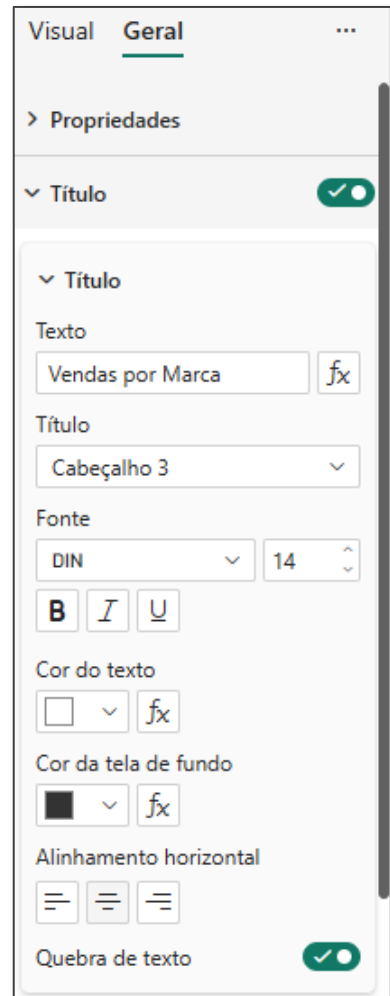 Visual Geral ...
Propriedades
Título
Título
Texto
Vendas por Marca fx
Título
Cabeçalho 3
Fonte
DIN 14
B I U
Cor do texto
fx
Cor da tela de fundo
fx
Alinhamento horizontal
Quebra de texto